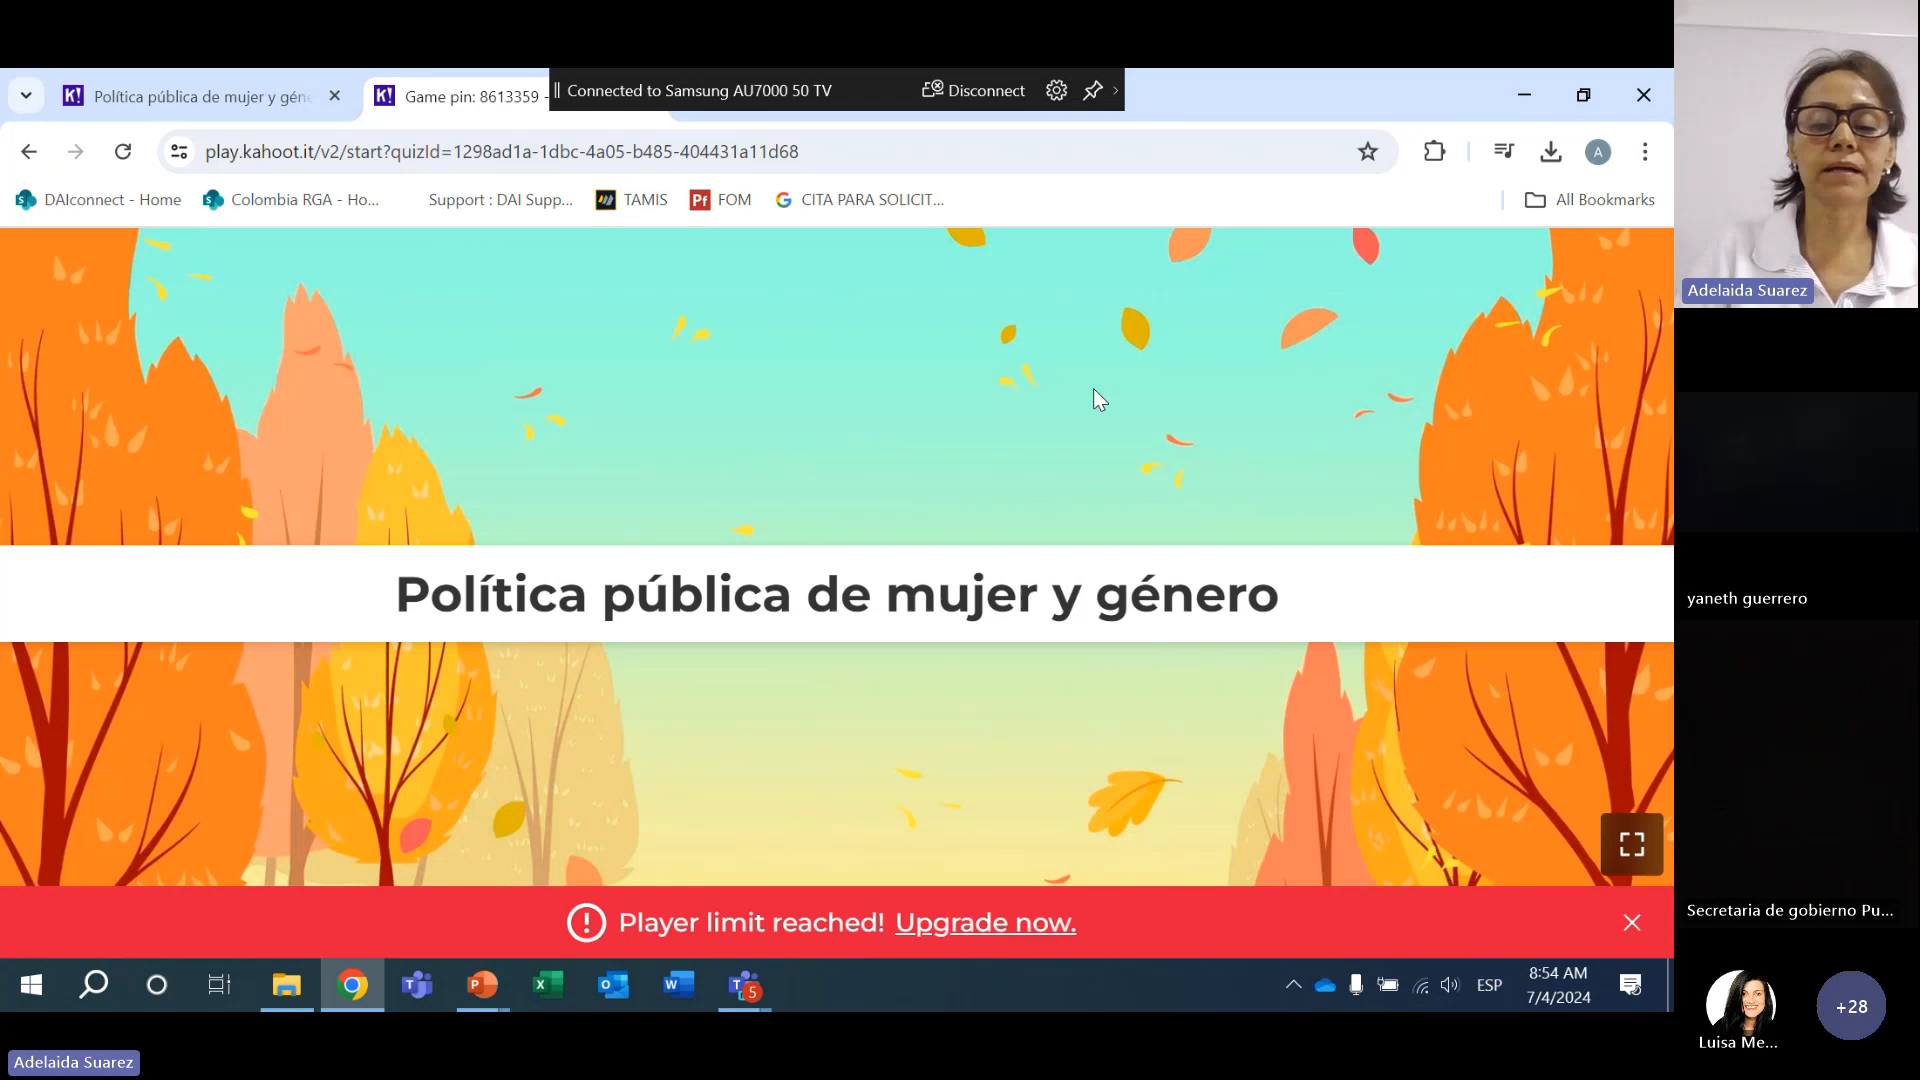 Política pública de mujer y géne
Game pin: 8613359 -
Connected to Samsung AU7000 50 TV
Disconnect
play.kahoot.it/v2/start?quizId=1298ad1a-1dbc-4a05-b485-404431a11d68
A
DAIconnect - Home
Colombia RGA - Ho...
Support : DAI Supp...
TAMIS
Pf FOM
CITA PARA SOLICIT...
All Bookmarks
Adelaida Suarez
Política pública de mujer y género
yaneth guerrero
Secretaria de gobierno Pu...
Player limit reached! Upgrade now.
5
ESP
8:54 AM
7/4/2024
+28
Luisa Me...
Adelaida Suarez